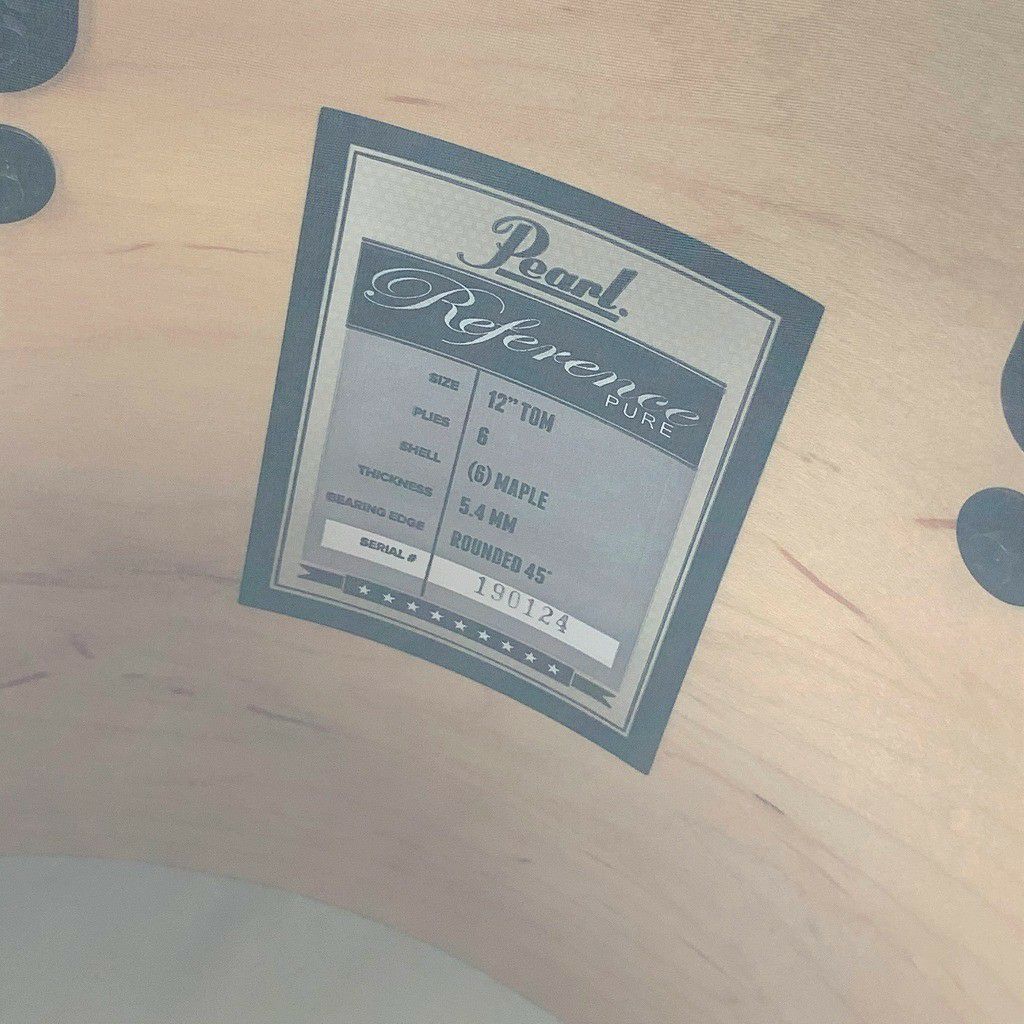 Pearl.
Reference
PURE
SIZE 12" TOM
PLIES 6
SHELL (6) MAPLE
THICKNESS 5.4 MM
BEARING EDGE ROUNDED 45°
SERIAL # 190124